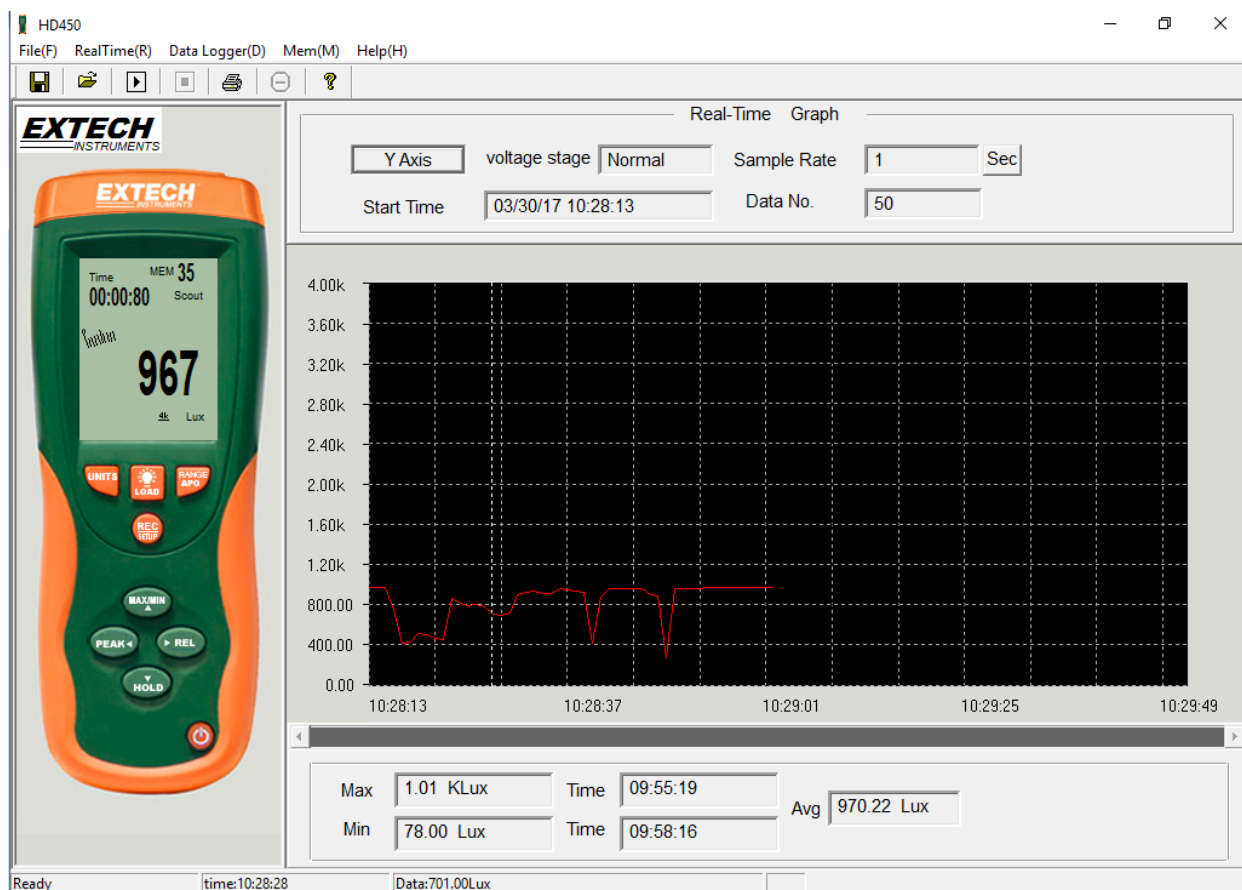 HD450
File(F) RealTime(R) Data Logger(D) Mem(M) Help(H)
EXTECH
INSTRUMENTS
EXTECH
INSTRUMENTS
Time MEM 35
00:00:80 Scout
967
4k Lux
UNITS
LOAD
RANGE
APO
REC
SETUP
MAX/MIN
PEAK
REL
HOLD
Real-Time Graph
Y Axis voltage stage Normal Sample Rate 1 Sec
Start Time 03/30/17 10:28:13 Data No. 50
4.00k
3.60k
3.20k
2.80k
2.40k
2.00k
1.60k
1.20k
800.00
400.00
0.00
10:28:13 10:28:37 10:29:01 10:29:25 10:29:49
Max 1.01 KLux Time 09:55:19
Avg 970.22 Lux
Min 78.00 Lux Time 09:58:16
Ready time:10:28:28 Data:701.00Lux